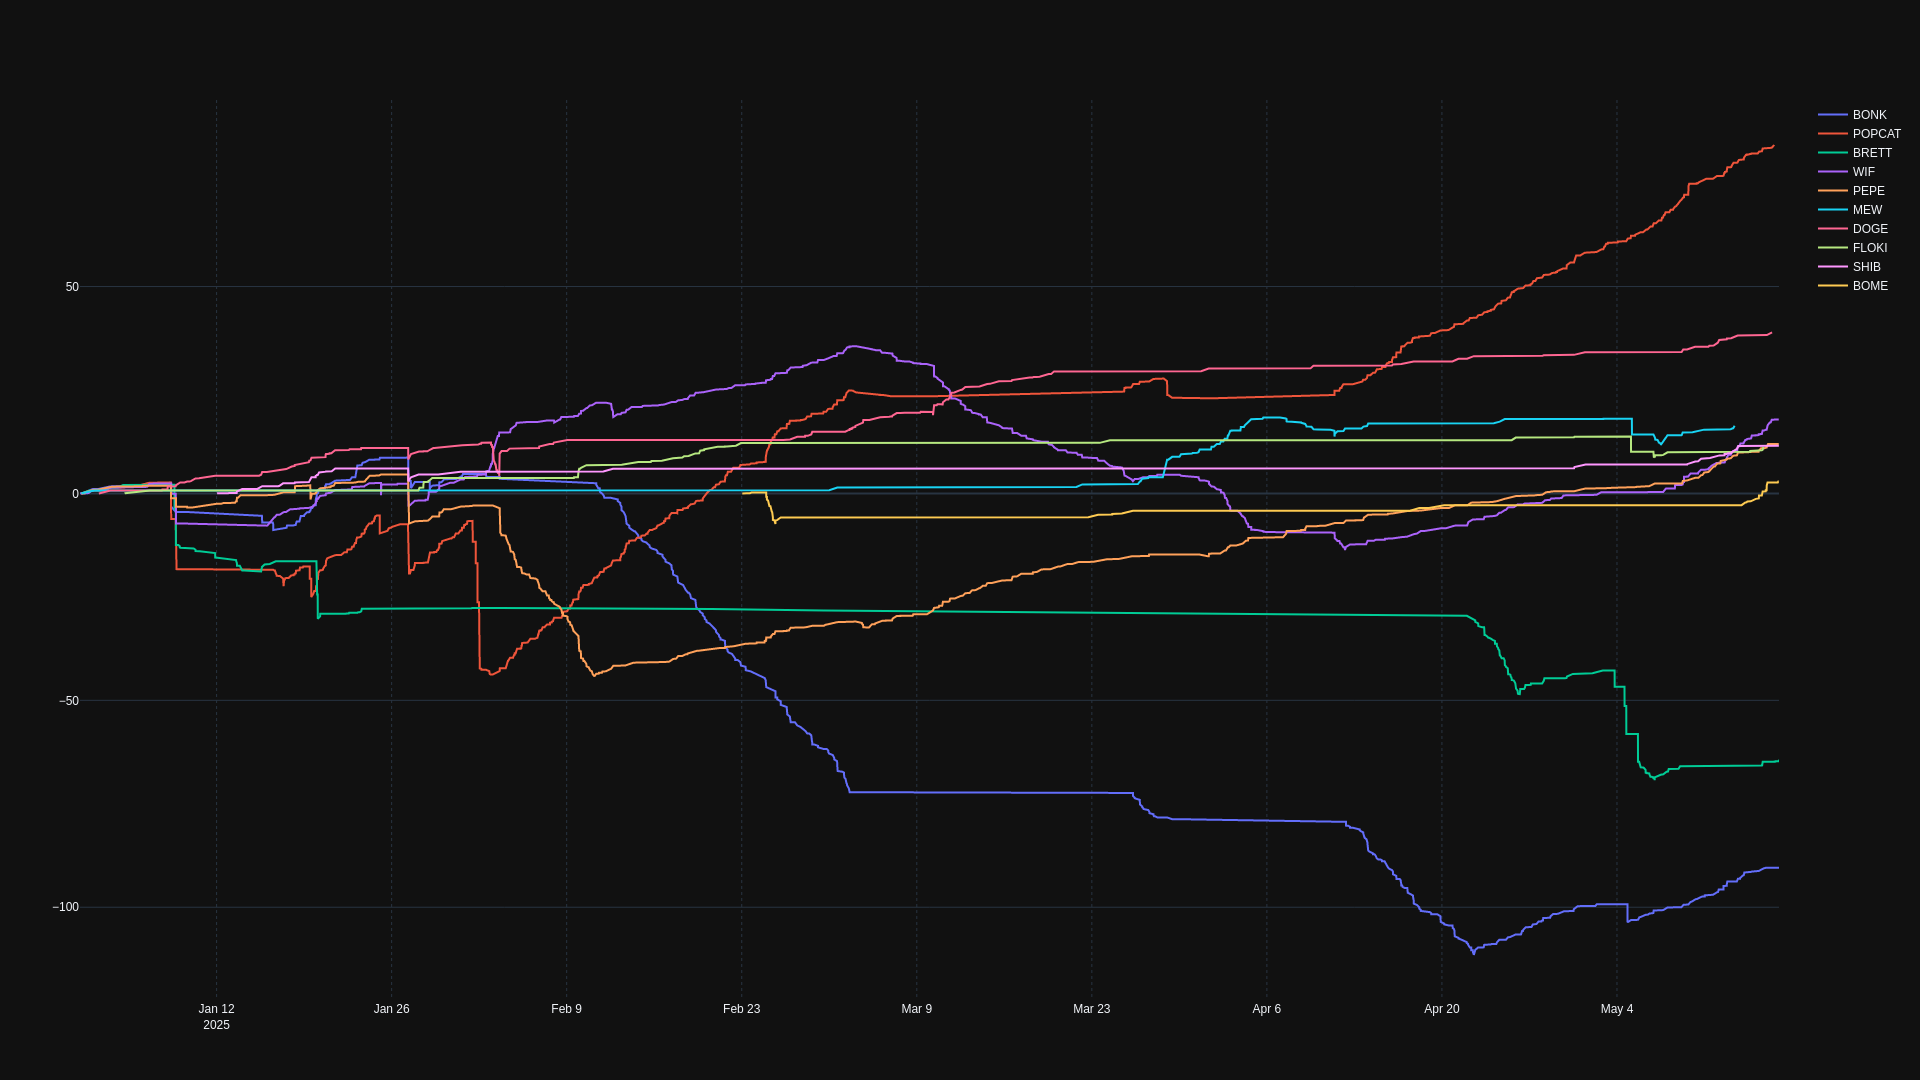 BONK
POPCAT
BRETT
WIF
PEPE
MEW
DOGE
FLOKI
SHIB
BOME
50
0
−50
−100
Jan 12
2025
Jan 26
Feb 9
Feb 23
Mar 9
Mar 23
Apr 6
Apr 20
May 4